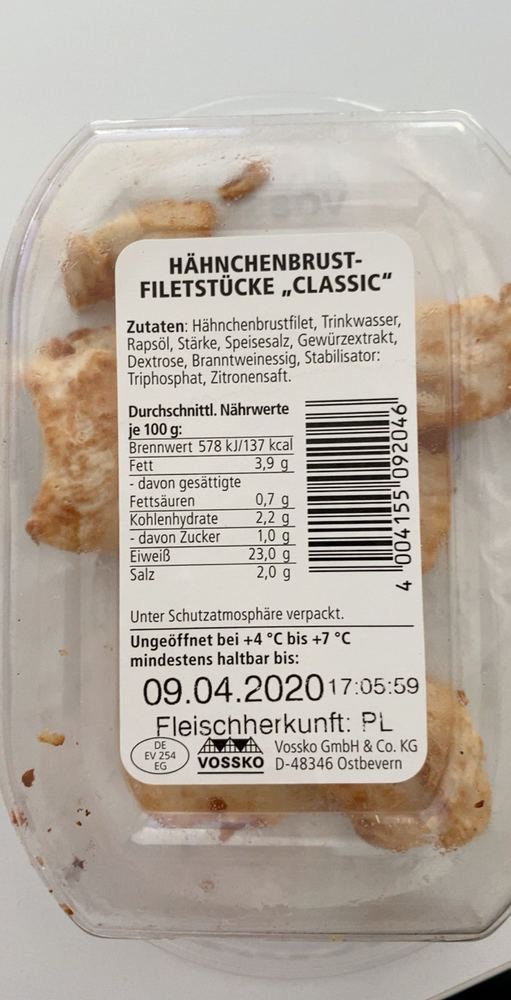 HÄHNCHENBRUST-
FILETSTÜCKE „CLASSIC“
Zutaten: Hähnchenbrustfilet, Trinkwasser,
Rapsöl, Stärke, Speisesalz, Gewürzextrakt,
Dextrose, Branntweinessig, Stabilisator:
Triphosphat, Zitronensaft.
Durchschnittl. Nährwerte
je 100 g:
Brennwert 578 kJ/137 kcal
Fett 3,9 g
- davon gesättigte
Fettsäuren 0,7 g
Kohlenhydrate 2,2 g
- davon Zucker 1,0 g
Eiweiß 23,0 g
Salz 2,0 g
4 004155 092046
Unter Schutzatmosphäre verpackt.
Ungeöffnet bei +4 °C bis +7 °C
mindestens haltbar bis:
09.04.2020 17:05:59
Fleischherkunft: PL
DE
EV 254
EG
VOSSKO
Vossko GmbH & Co. KG
D-48346 Ostbevern